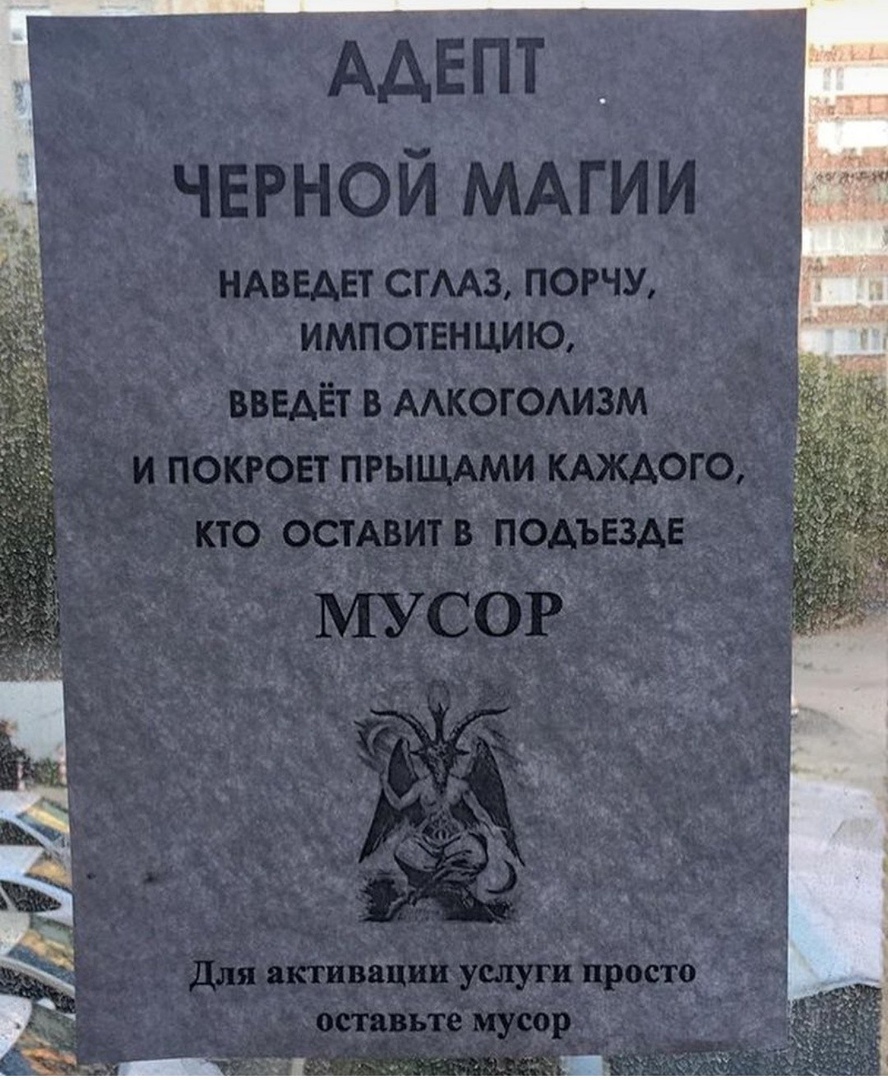 АДЕПТ
ЧЕРНОЙ МАГИИ
НАВЕДЕТ СГЛАЗ, ПОРЧУ,
ИМПОТЕНЦИЮ,
ВВЕДЁТ В АЛКОГОЛИЗМ
И ПОКРОЕТ ПРЫЩАМИ КАЖДОГО,
КТО ОСТАВИТ В ПОДЪЕЗДЕ
МУСОР
Для активации услуги просто
оставьте мусор